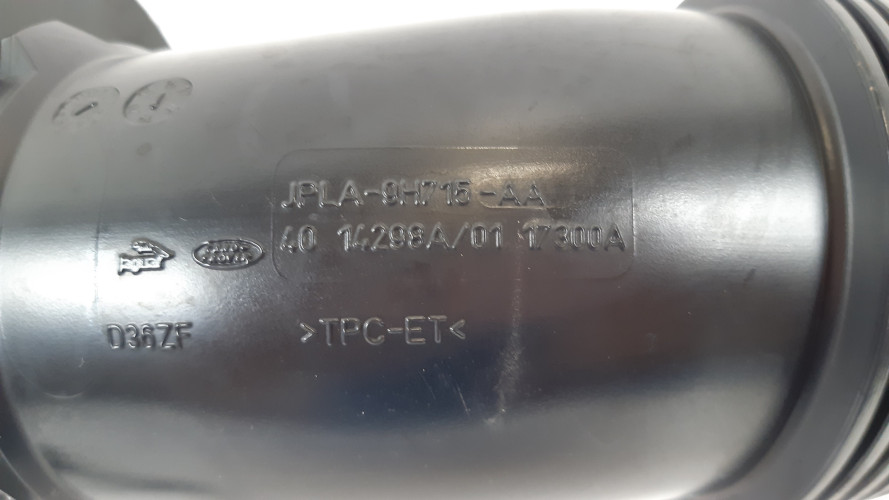 JPLA-9H715-AA
40 14298A/01 17300A
D36ZF
>TPC-ET<